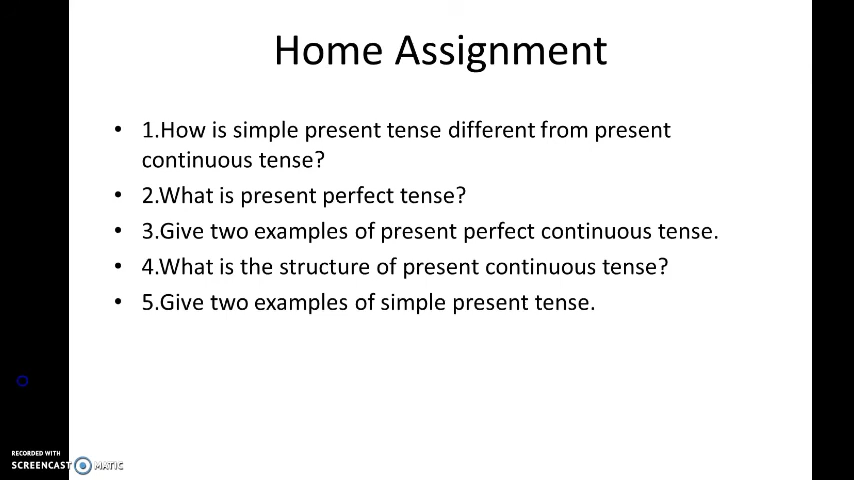 Home Assignment
• 1.How is simple present tense different from present
continuous tense?
• 2.What is present perfect tense?
• 3.Give two examples of present perfect continuous tense.
• 4.What is the structure of present continuous tense?
• 5.Give two examples of simple present tense.
RECORDED WITH
SCREENCAST MATIC